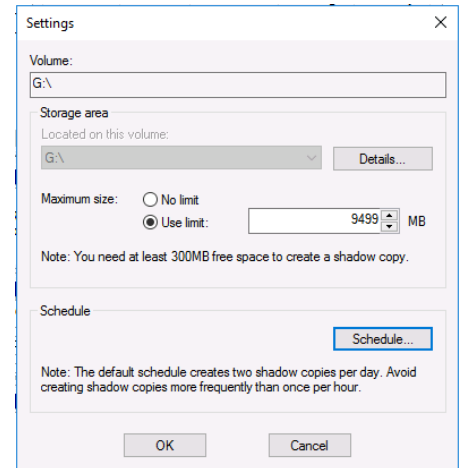 Settings
Volume:
G:\
Storage area
Located on this volume:
G:\
Details...
Maximum size:
No limit
Use limit:
9499
MB
Note: You need at least 300MB free space to create a shadow copy.
Schedule
Schedule...
Note: The default schedule creates two shadow copies per day. Avoid
creating shadow copies more frequently than once per hour.
OK
Cancel